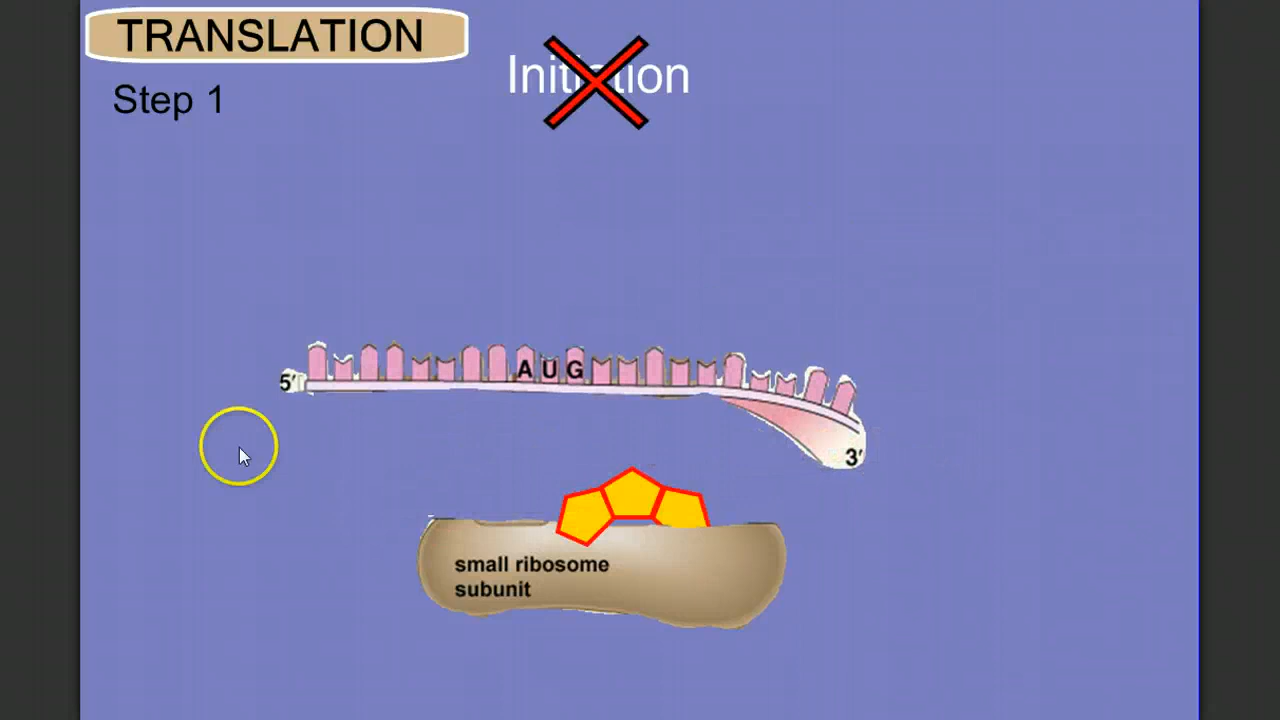 TRANSLATION
Step 1
Initiation
5'
A U G
3'
small ribosome
subunit